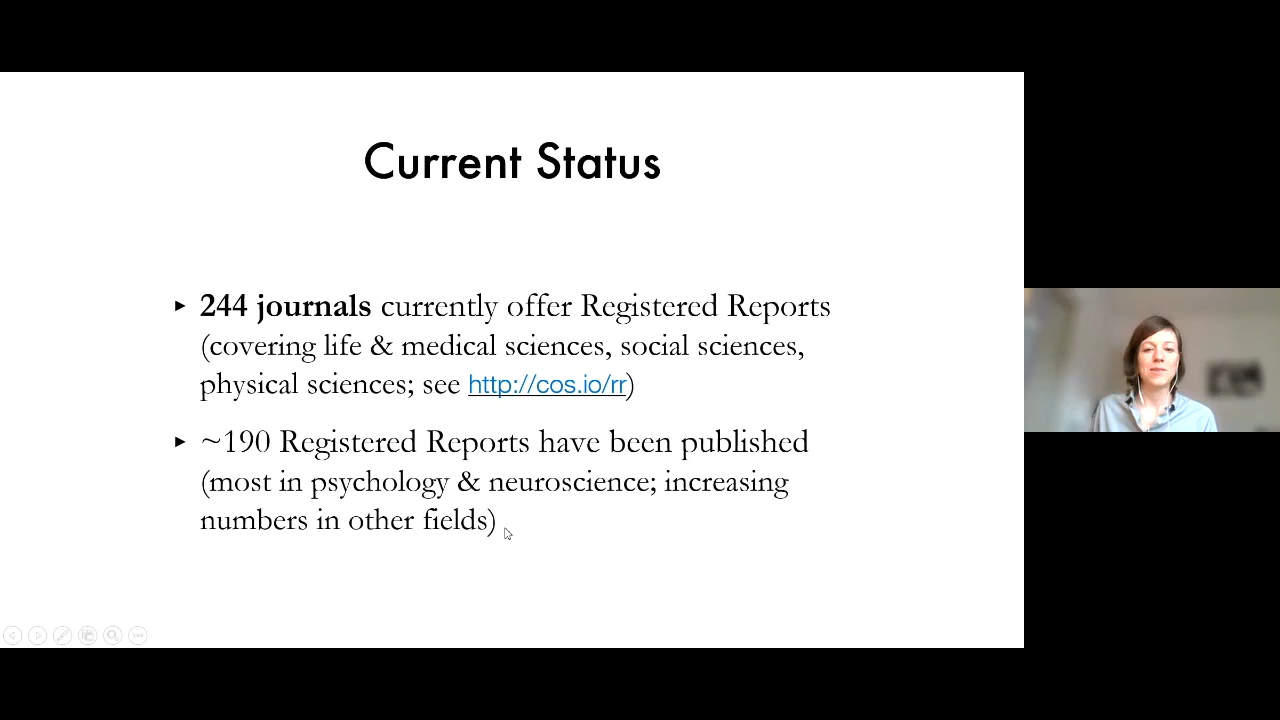 Current Status
▸ 244 journals currently offer Registered Reports
(covering life & medical sciences, social sciences,
physical sciences; see http://cos.io/rr)
▸ ~190 Registered Reports have been published
(most in psychology & neuroscience; increasing
numbers in other fields)